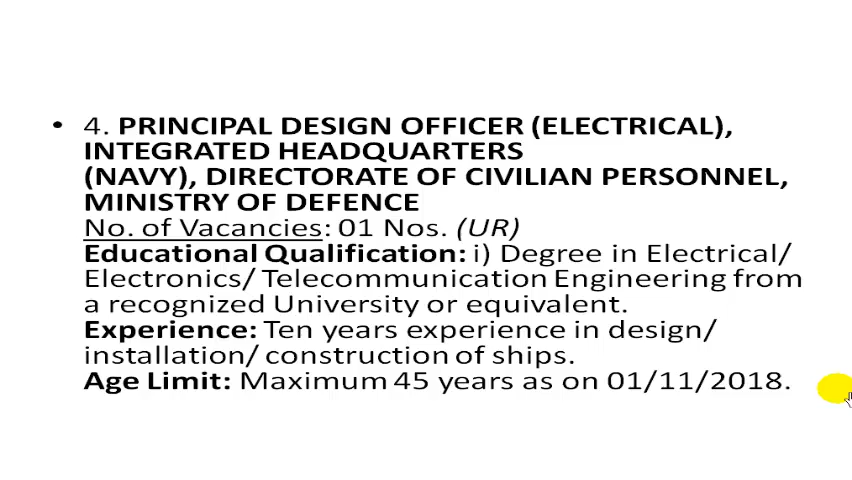 • 4. PRINCIPAL DESIGN OFFICER (ELECTRICAL),
INTEGRATED HEADQUARTERS
(NAVY), DIRECTORATE OF CIVILIAN PERSONNEL,
MINISTRY OF DEFENCE
No. of Vacancies: 01 Nos. (UR)
Educational Qualification: i) Degree in Electrical/
Electronics/ Telecommunication Engineering from
a recognized University or equivalent.
Experience: Ten years experience in design/
installation/ construction of ships.
Age Limit: Maximum 45 years as on 01/11/2018.